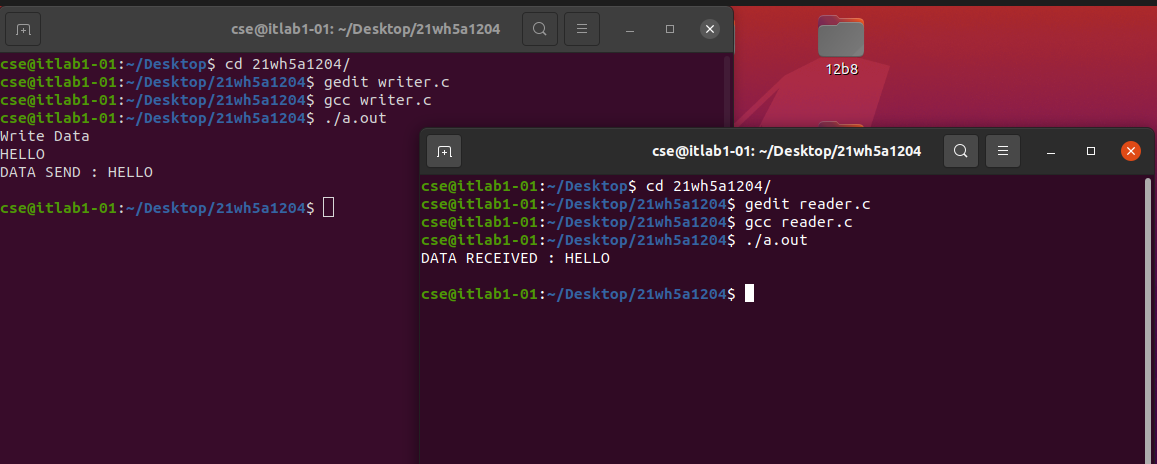 cse@itlab1-01: ~/Desktop/21wh5a1204
cse@itlab1-01:~/Desktop$ cd 21wh5a1204/
cse@itlab1-01:~/Desktop/21wh5a1204$ gedit writer.c
cse@itlab1-01:~/Desktop/21wh5a1204$ gcc writer.c
cse@itlab1-01:~/Desktop/21wh5a1204$ ./a.out
Write Data
HELLO
DATA SEND : HELLO
cse@itlab1-01:~/Desktop/21wh5a1204$
12b8
cse@itlab1-01: ~/Desktop/21wh5a1204
cse@itlab1-01:~/Desktop$ cd 21wh5a1204/
cse@itlab1-01:~/Desktop/21wh5a1204$ gedit reader.c
cse@itlab1-01:~/Desktop/21wh5a1204$ gcc reader.c
cse@itlab1-01:~/Desktop/21wh5a1204$ ./a.out
DATA RECEIVED : HELLO
cse@itlab1-01:~/Desktop/21wh5a1204$